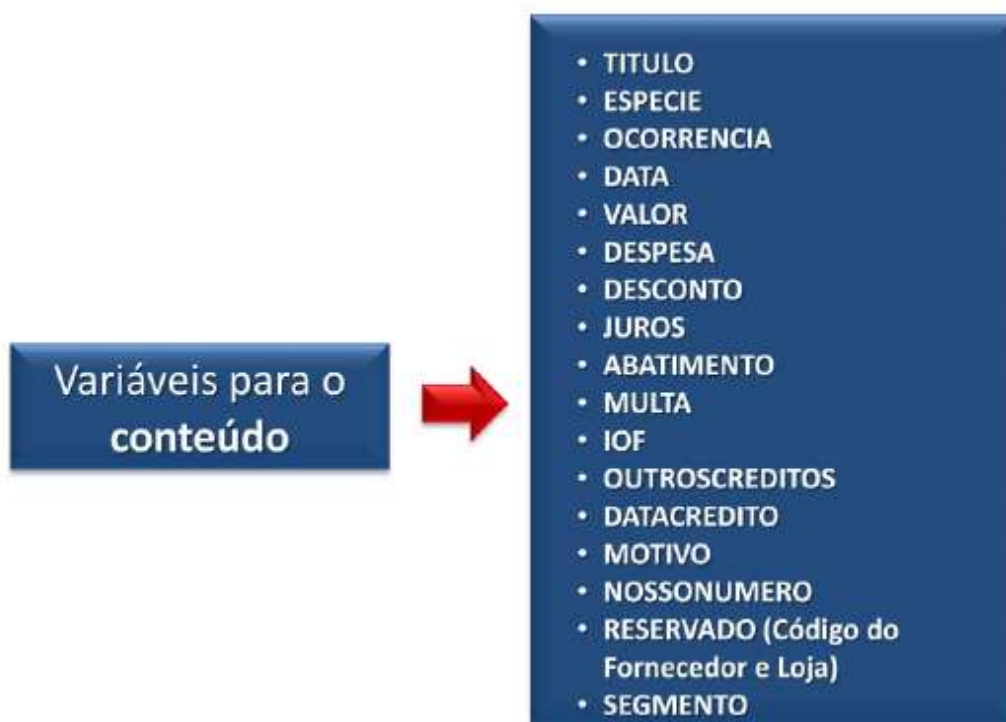 Variáveis para o
conteúdo
• TITULO
• ESPECIE
• OCORRENCIA
• DATA
• VALOR
• DESPESA
• DESCONTO
• JUROS
• ABATIMENTO
• MULTA
• IOF
• OUTROSCREDITOS
• DATACREDITO
• MOTIVO
• NOSSONUMERO
• RESERVADO (Código do
Fornecedor e Loja)
• SEGMENTO